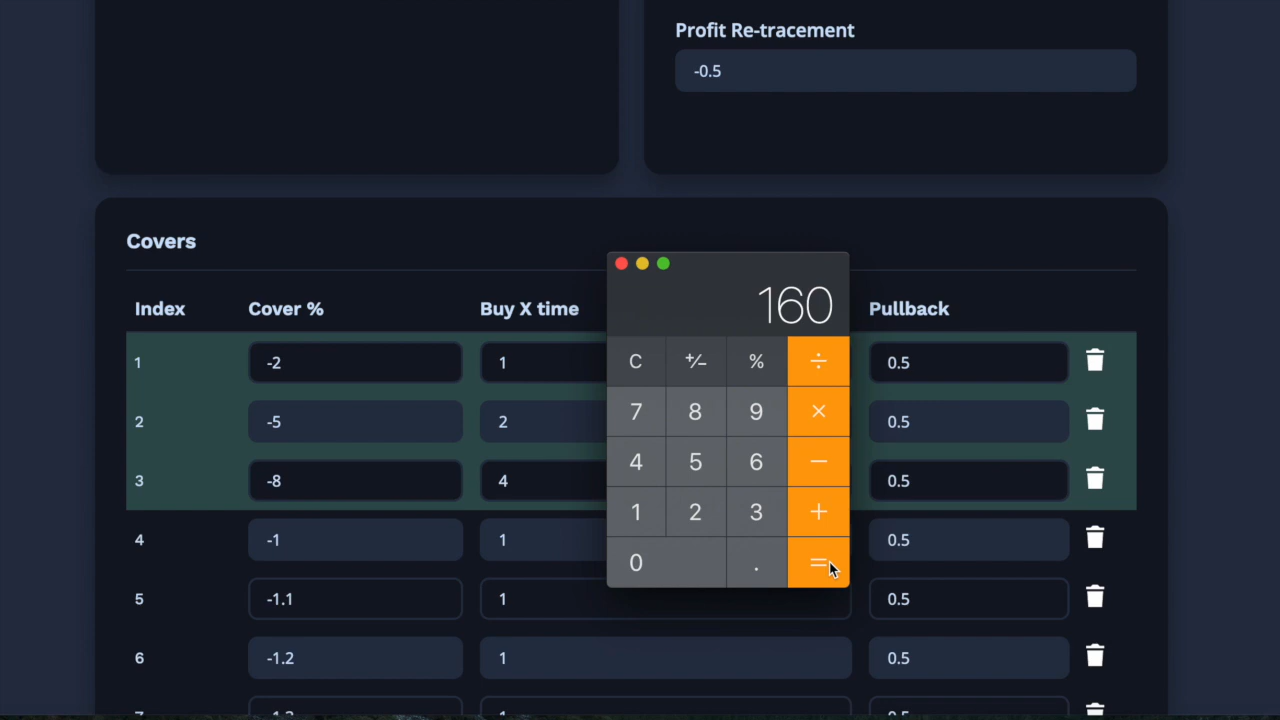 Profit Re-tracement
-0.5
Covers
Index Cover % Buy X time Pullback
1 -2 1 0.5
2 -5 2 0.5
3 -8 4 0.5
4 -1 1 0.5
5 -1.1 1 0.5
6 -1.2 1 0.5
160
C +/− % ÷
7 8 9 ×
4 5 6 −
1 2 3 +
0 . =